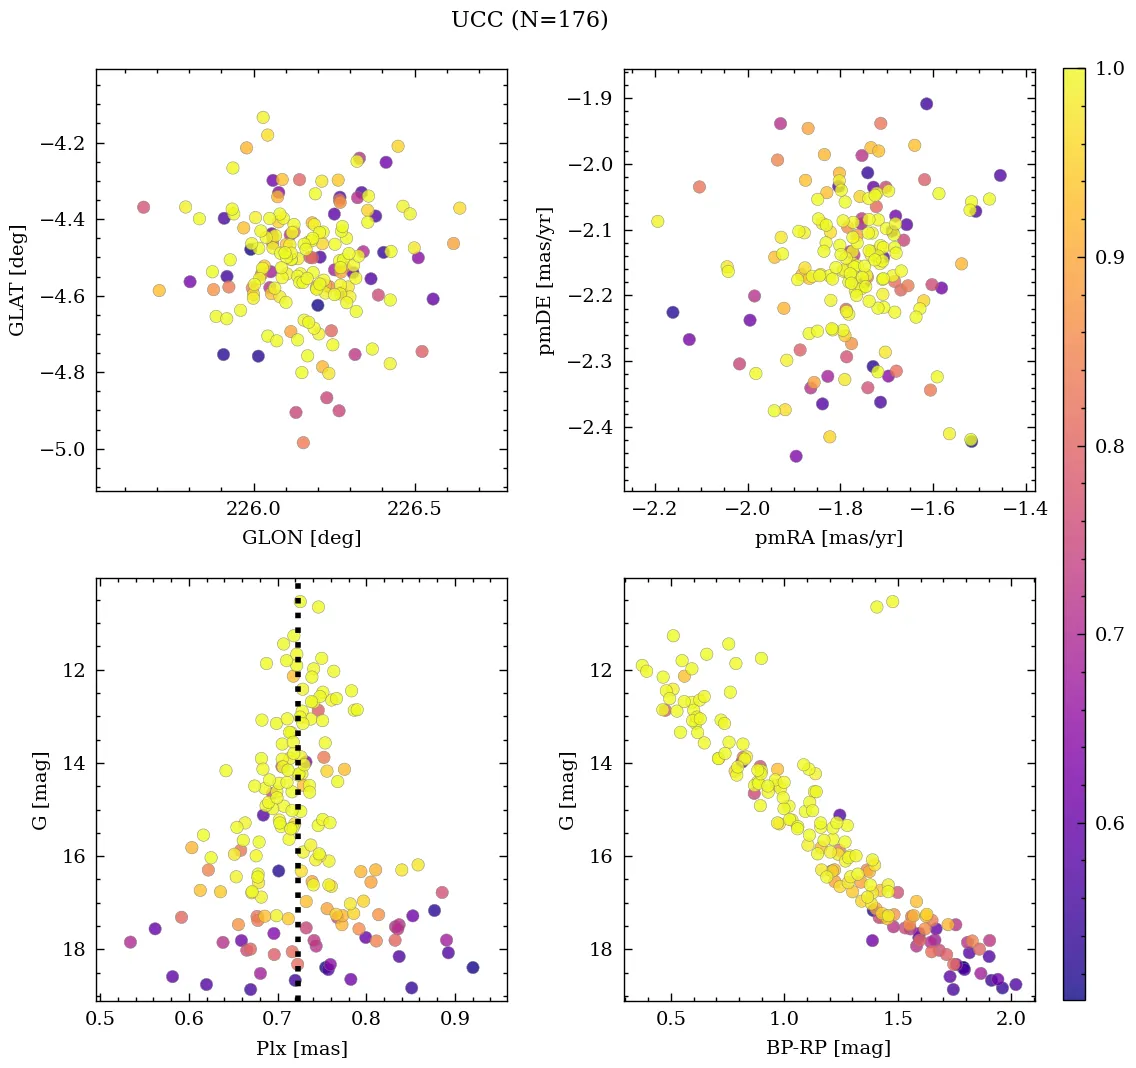 UCC (N=176)
−4.2
−4.4
−4.6
−4.8
−5.0
GLAT [deg]
226.0 226.5
GLON [deg]
−1.9
−2.0
−2.1
−2.2
−2.3
−2.4
pmDE [mas/yr]
−2.2 −2.0 −1.8 −1.6 −1.4
pmRA [mas/yr]
12
14
16
18
G [mag]
0.5 0.6 0.7 0.8 0.9
Plx [mas]
12
14
16
18
G [mag]
0.5 1.0 1.5 2.0
BP-RP [mag]
1.0
0.9
0.8
0.7
0.6